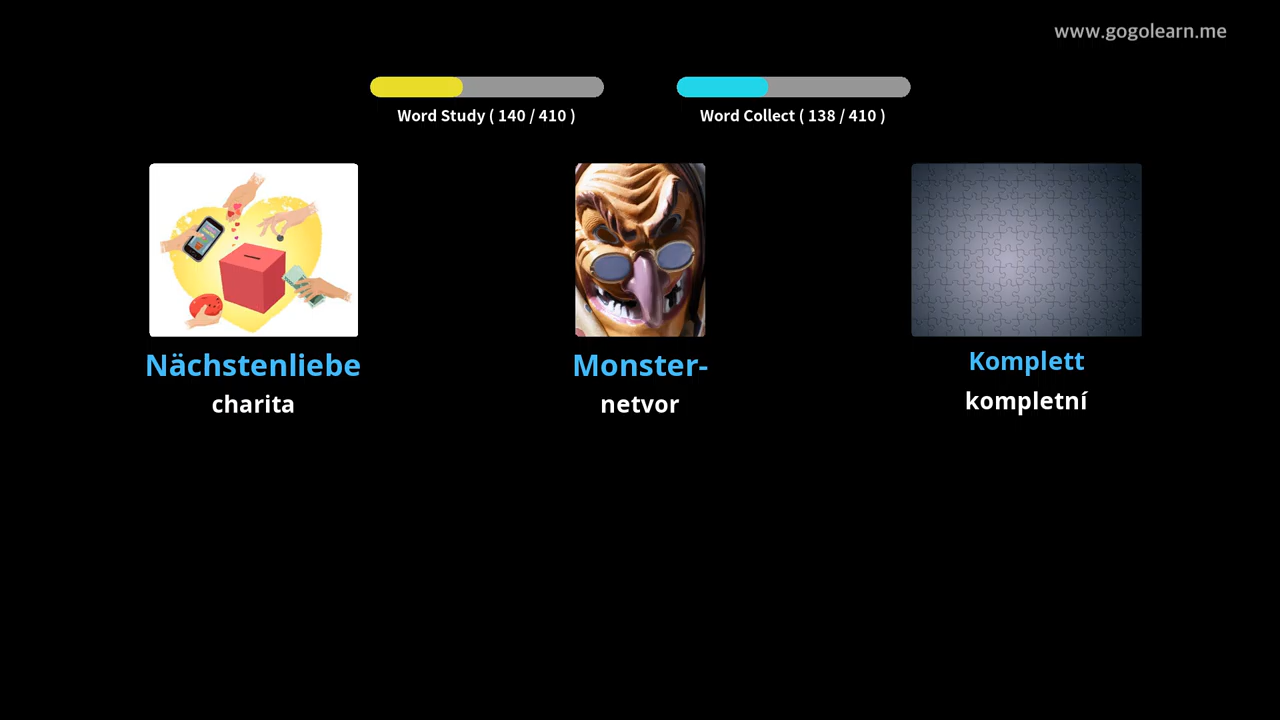 www.gogolearn.me
Word Study ( 140 / 410 )
Word Collect ( 138 / 410 )
Nächstenliebe
Monster-
Komplett
charita
netvor
kompletní